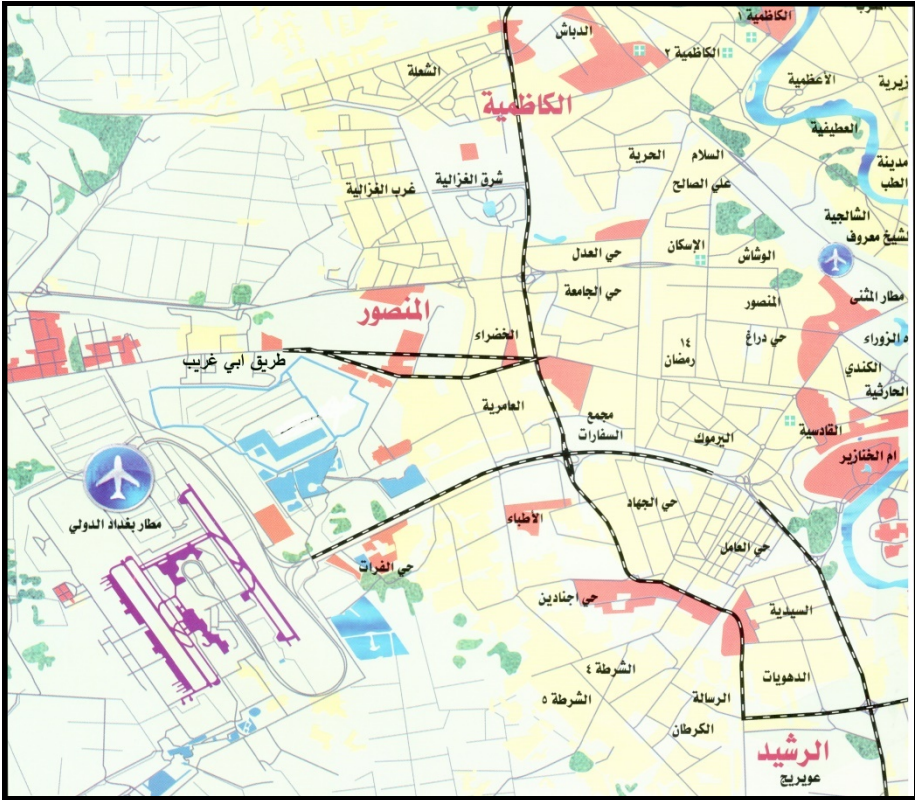 الكاظمية ١
الدباش
الكاظمية ٢
الشعلة
الأعظمية
الكاظمية
العطيفية
الحرية
السلام
مدينة
الطب
شرق الغزالية
غرب الغزالية
علي الصالح
الشالجية
الشيخ معروف
الإسكان
حي العدل
الوشاش
حي الجامعة
المنصور
مطار المثنى
المنصور
الخضراء
١٤
رمضان
حي دراغ
الزوراء
طريق ابي غريب
الكندي
الحارثية
العامرية
مجمع
السفارات
اليرموك
القادسية
ام الخنازير
مطار بغداد الدولي
الأطباء
حي الجهاد
حي العامل
حي الفرات
حي اجنادين
السيدية
الشرطة ٤
الدهويات
الشرطة ٥
الرسالة
الكرطان
الرشيد
عويريج